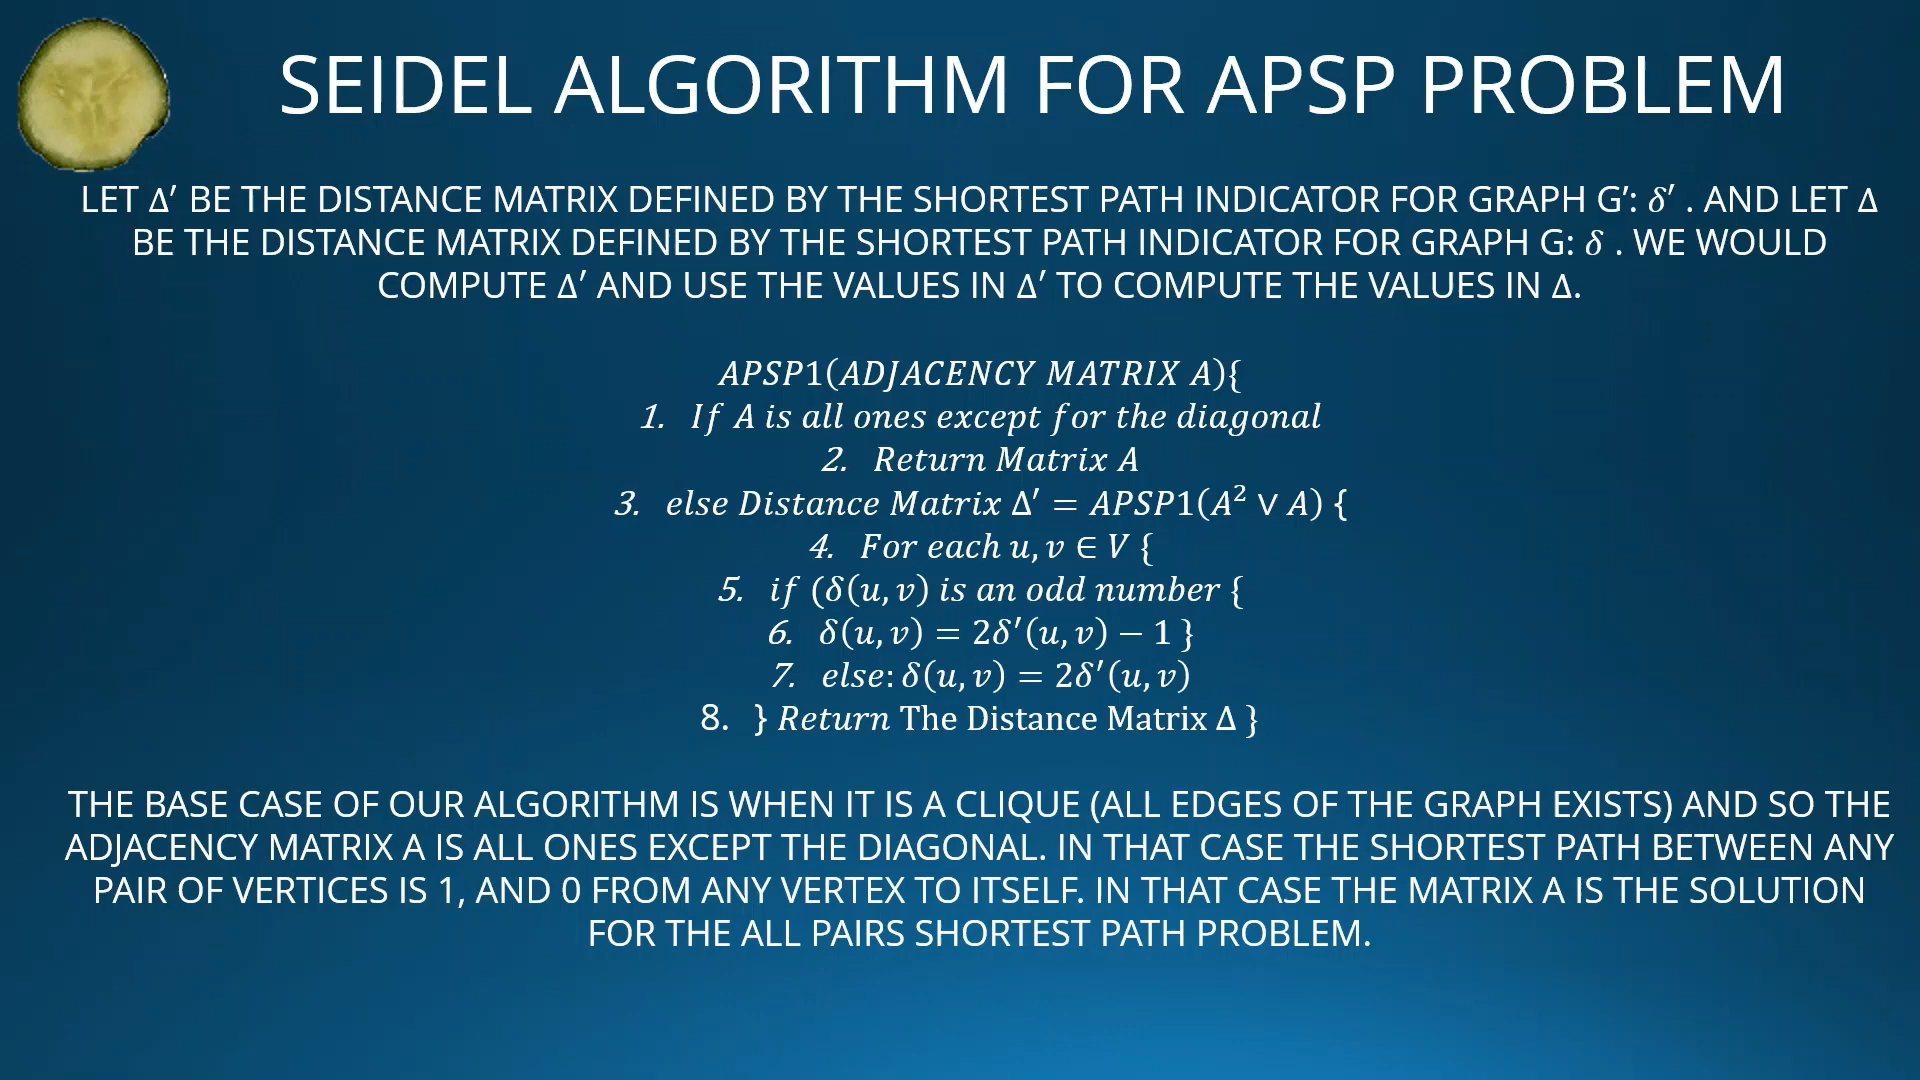 SEIDEL ALGORITHM FOR APSP PROBLEM
LET Δ′ BE THE DISTANCE MATRIX DEFINED BY THE SHORTEST PATH INDICATOR FOR GRAPH G’: δ′ . AND LET Δ
BE THE DISTANCE MATRIX DEFINED BY THE SHORTEST PATH INDICATOR FOR GRAPH G: δ . WE WOULD
COMPUTE Δ′ AND USE THE VALUES IN Δ′ TO COMPUTE THE VALUES IN Δ.
APSP1(ADJACENCY MATRIX A){
1. If A is all ones except for the diagonal
2. Return Matrix A
3. else Distance Matrix Δ′ = APSP1(A² ∨ A) {
4. For each u, v ∈ V {
5. if (δ(u, v) is an odd number {
6. δ(u, v) = 2δ′(u, v) − 1 }
7. else: δ(u, v) = 2δ′(u, v)
8. } Return The Distance Matrix Δ }
THE BASE CASE OF OUR ALGORITHM IS WHEN IT IS A CLIQUE (ALL EDGES OF THE GRAPH EXISTS) AND SO THE
ADJACENCY MATRIX A IS ALL ONES EXCEPT THE DIAGONAL. IN THAT CASE THE SHORTEST PATH BETWEEN ANY
PAIR OF VERTICES IS 1, AND 0 FROM ANY VERTEX TO ITSELF. IN THAT CASE THE MATRIX A IS THE SOLUTION
FOR THE ALL PAIRS SHORTEST PATH PROBLEM.